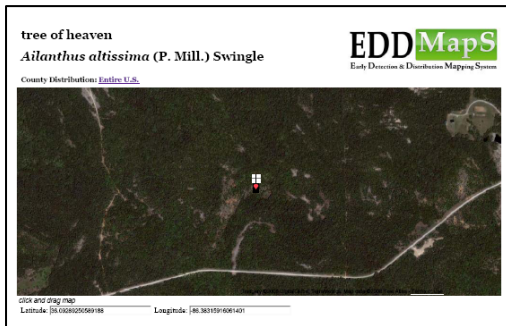 tree of heaven
Ailanthus altissima (P. Mill.) Swingle
County Distribution: Entire U.S.
EDDMapS
Early Detection & Distribution Mapping System
click and drag map
Latitude: 36.09289250589188 Longitude: -86.38315916061401